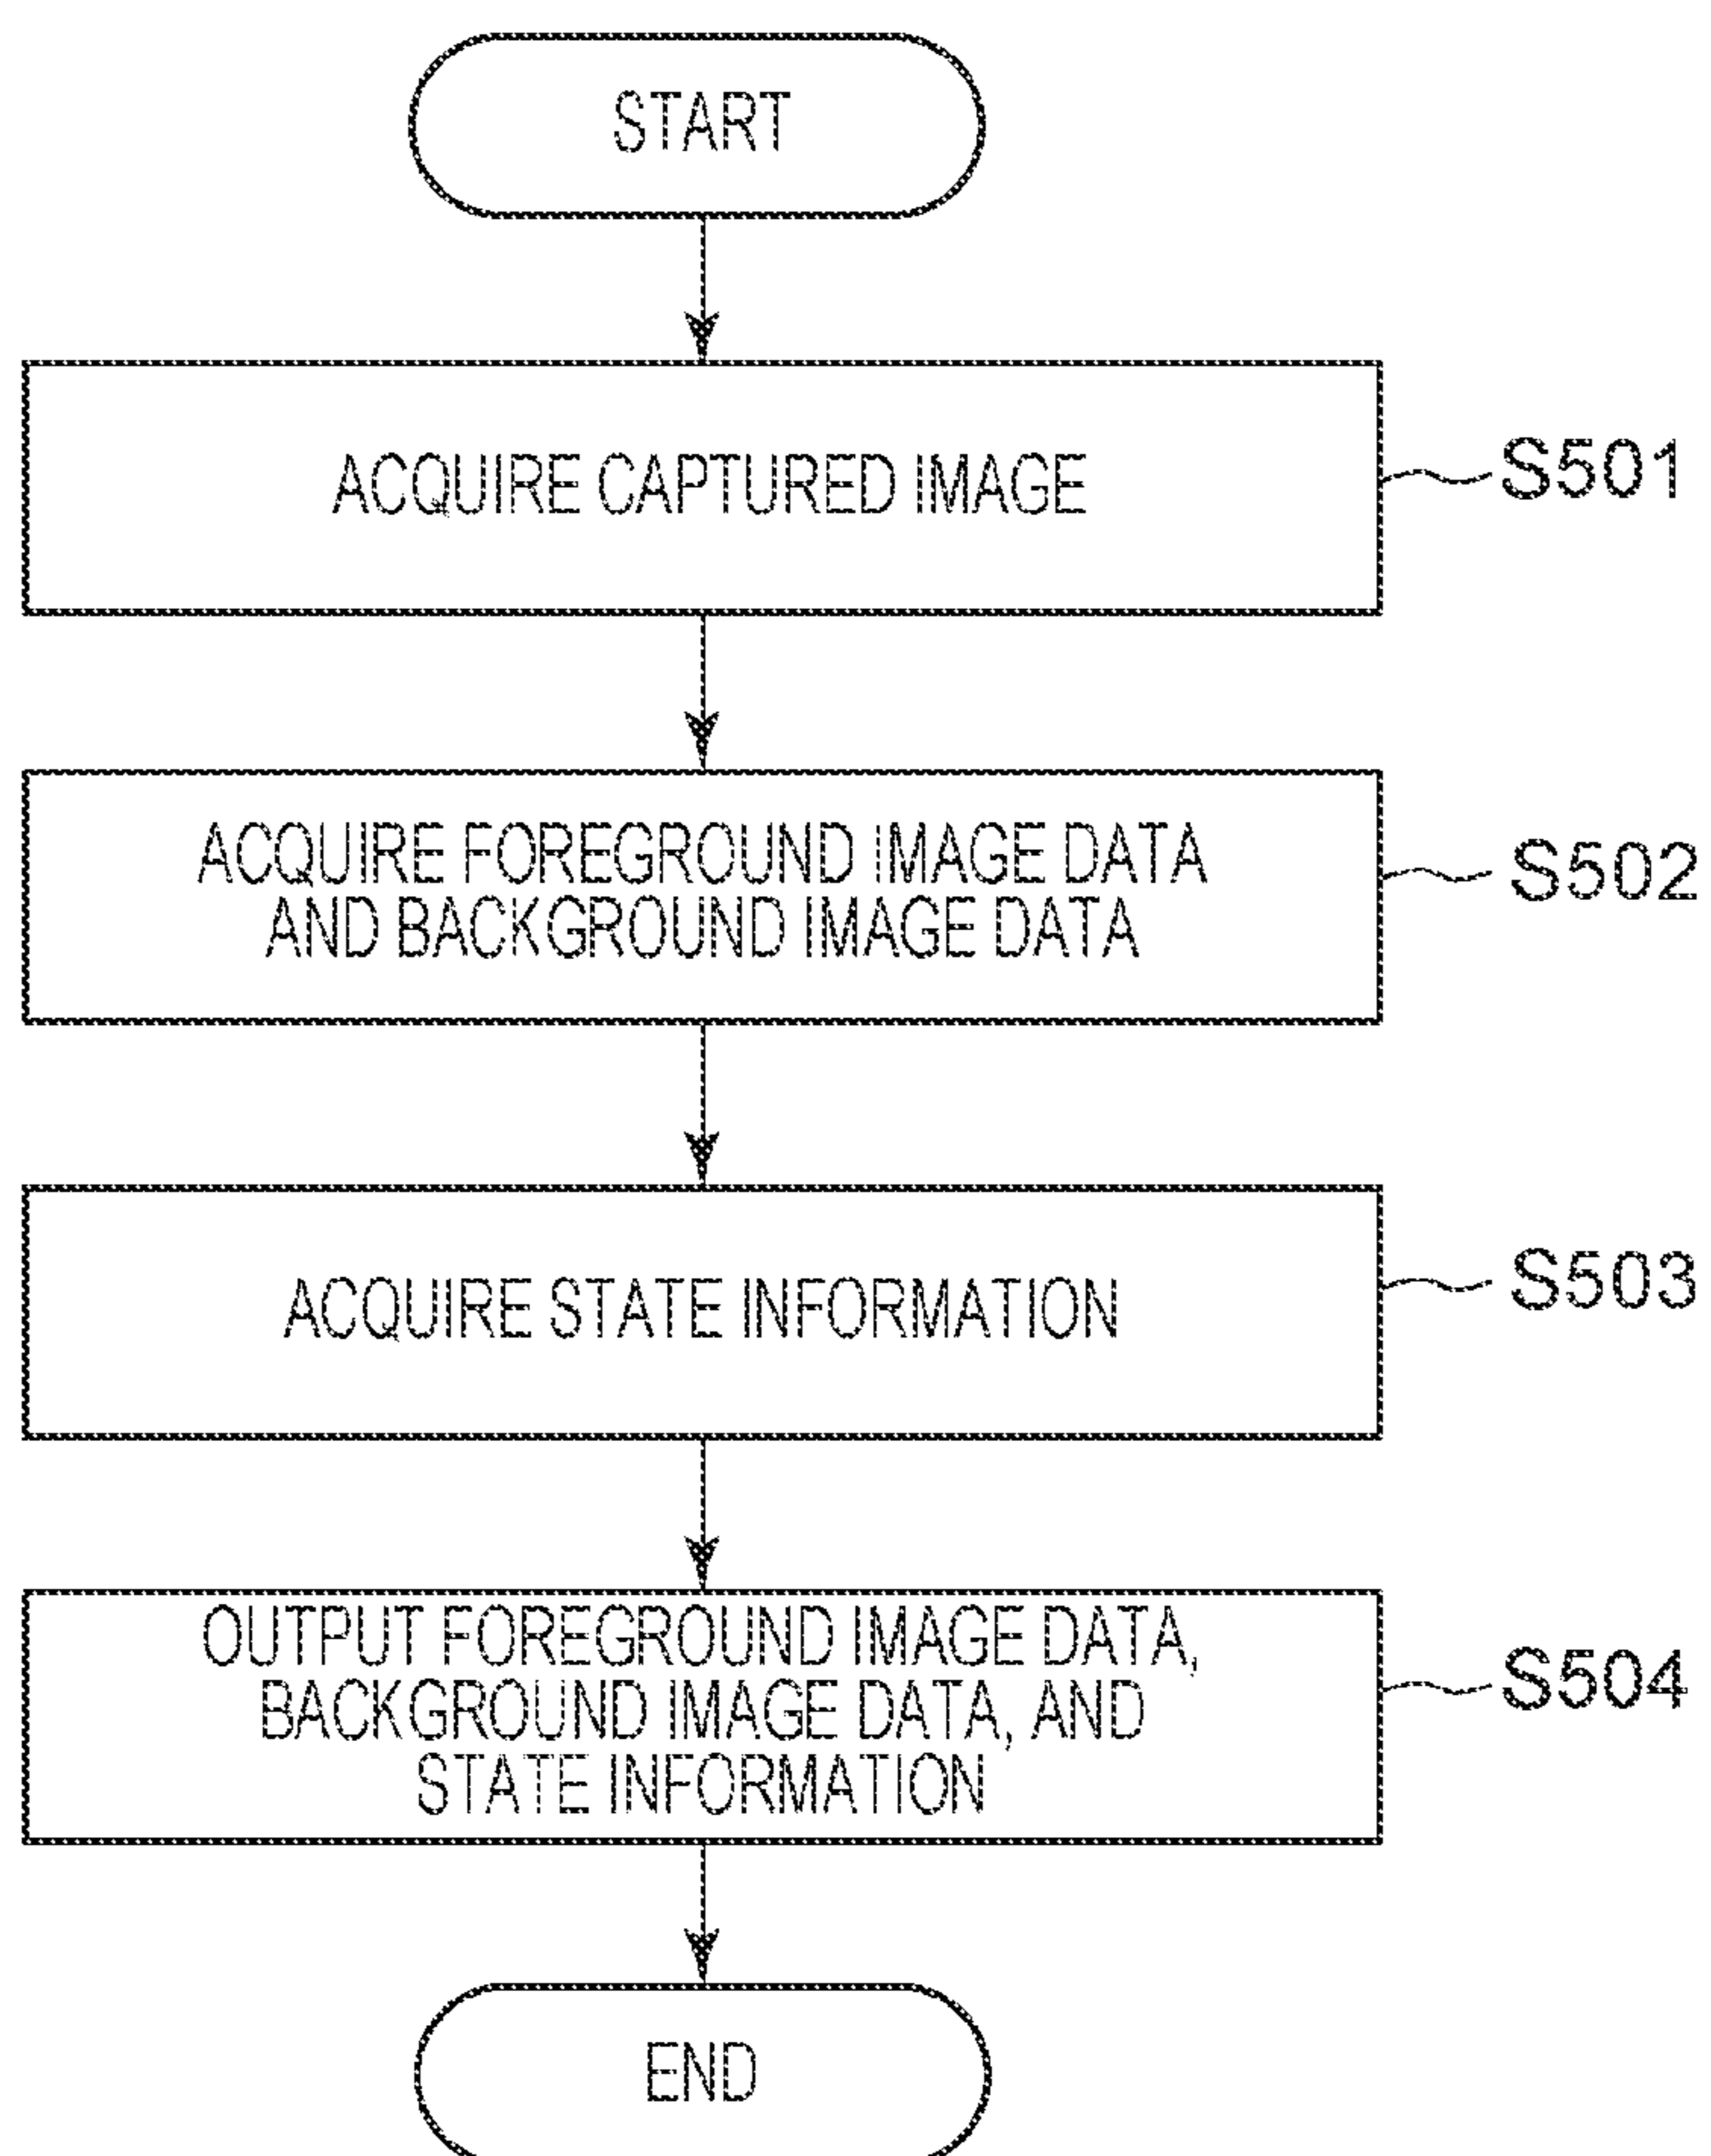 START
ACQUIRE CAPTURED IMAGE
S501
ACQUIRE FOREGROUND IMAGE DATA
AND BACKGROUND IMAGE DATA
S502
ACQUIRE STATE INFORMATION
S503
OUTPUT FOREGROUND IMAGE DATA,
BACKGROUND IMAGE DATA, AND
STATE INFORMATION
S504
END